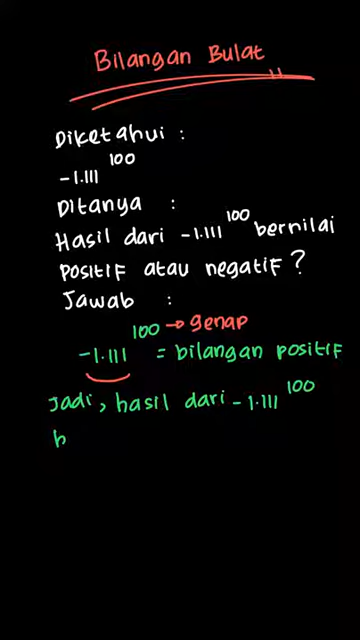 Bilangan Bulat
Diketahui :
-1.111^100
Ditanya :
Hasil dari -1.111^100 bernilai
positif atau negatif ?
Jawab :
-1.111^100 → genap
= bilangan positif
Jadi, hasil dari -1.111^100
b